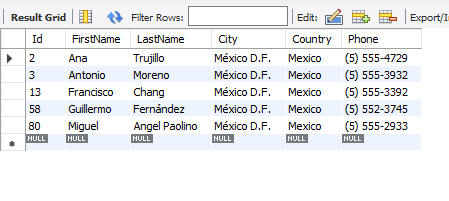 Result Grid Filter Rows: Edit: Export/I
Id FirstName LastName City Country Phone
2 Ana Trujillo México D.F. Mexico (5) 555-4729
3 Antonio Moreno México D.F. Mexico (5) 555-3932
13 Francisco Chang México D.F. Mexico (5) 555-3392
58 Guillermo Fernández México D.F. Mexico (5) 552-3745
80 Miguel Angel Paolino México D.F. Mexico (5) 555-2933
NULL NULL NULL NULL NULL NULL